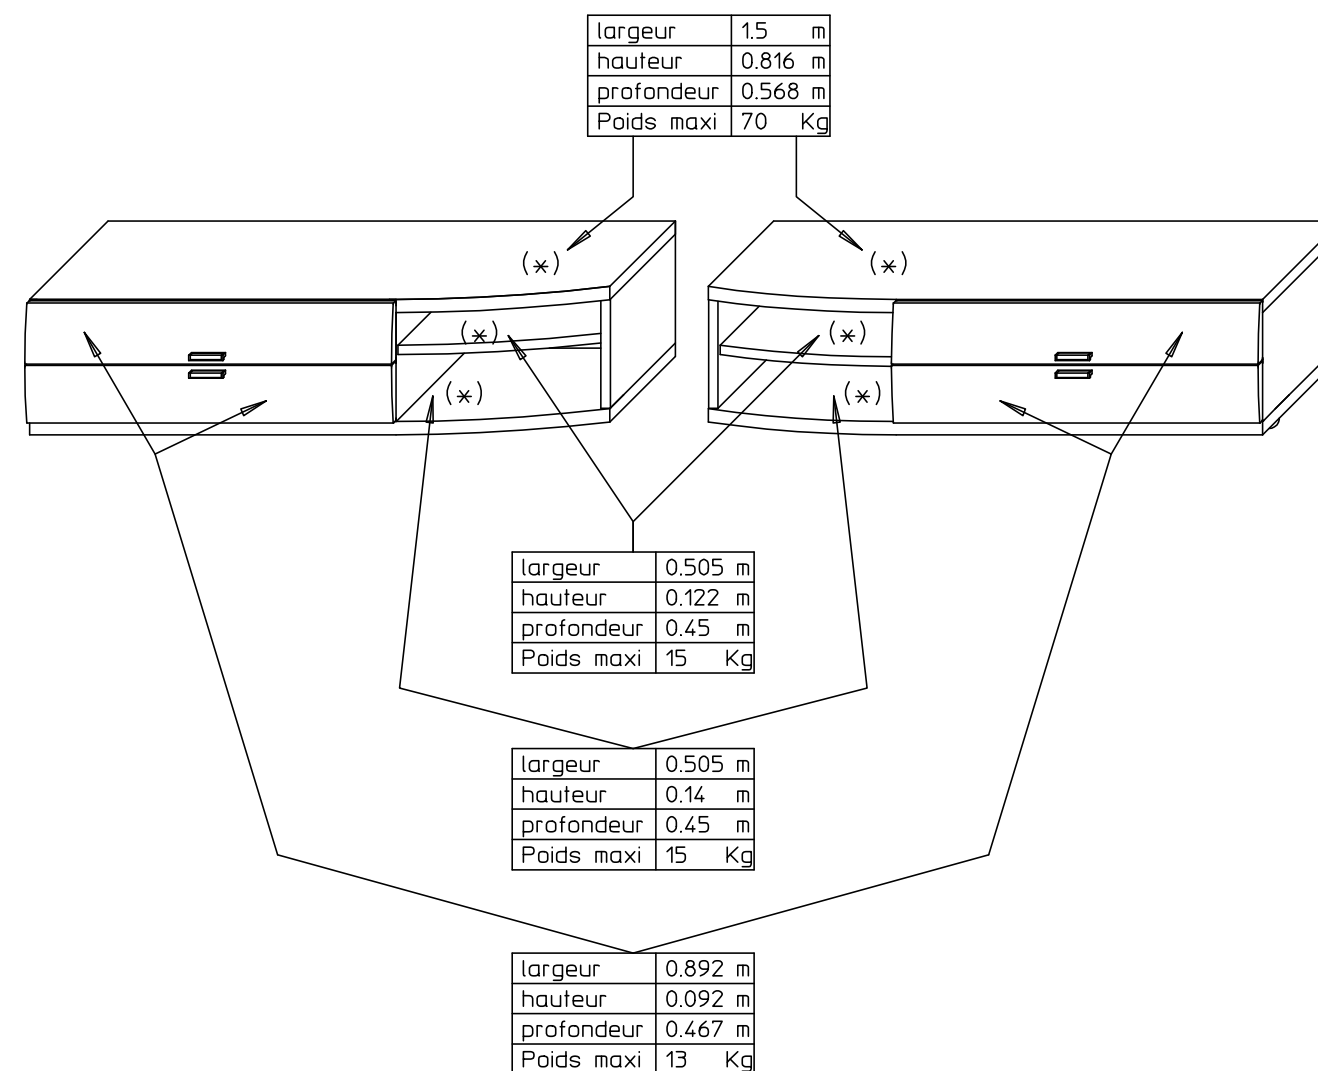 largeur 1.5 m
hauteur 0.816 m
profondeur 0.568 m
Poids maxi 70 Kg
(*) (*)
(*) (*)
(*) (*)
largeur 0.505 m
hauteur 0.122 m
profondeur 0.45 m
Poids maxi 15 Kg
largeur 0.505 m
hauteur 0.14 m
profondeur 0.45 m
Poids maxi 15 Kg
largeur 0.892 m
hauteur 0.092 m
profondeur 0.467 m
Poids maxi 13 Kg